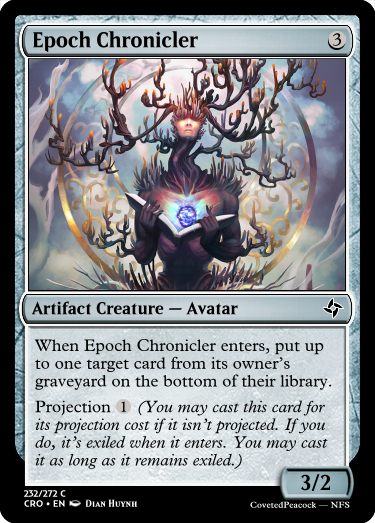 Epoch Chronicler 3
Artifact Creature — Avatar
When Epoch Chronicler enters, put up
to one target card from its owner's
graveyard on the bottom of their library.
Projection 1 (You may cast this card for
its projection cost if it isn't projected. If you
do, it's exiled when it enters. You may cast
it as long as it remains exiled.)
3/2
232/272 C
CRO • EN Dian Huynh
CovetedPeacock — NFS